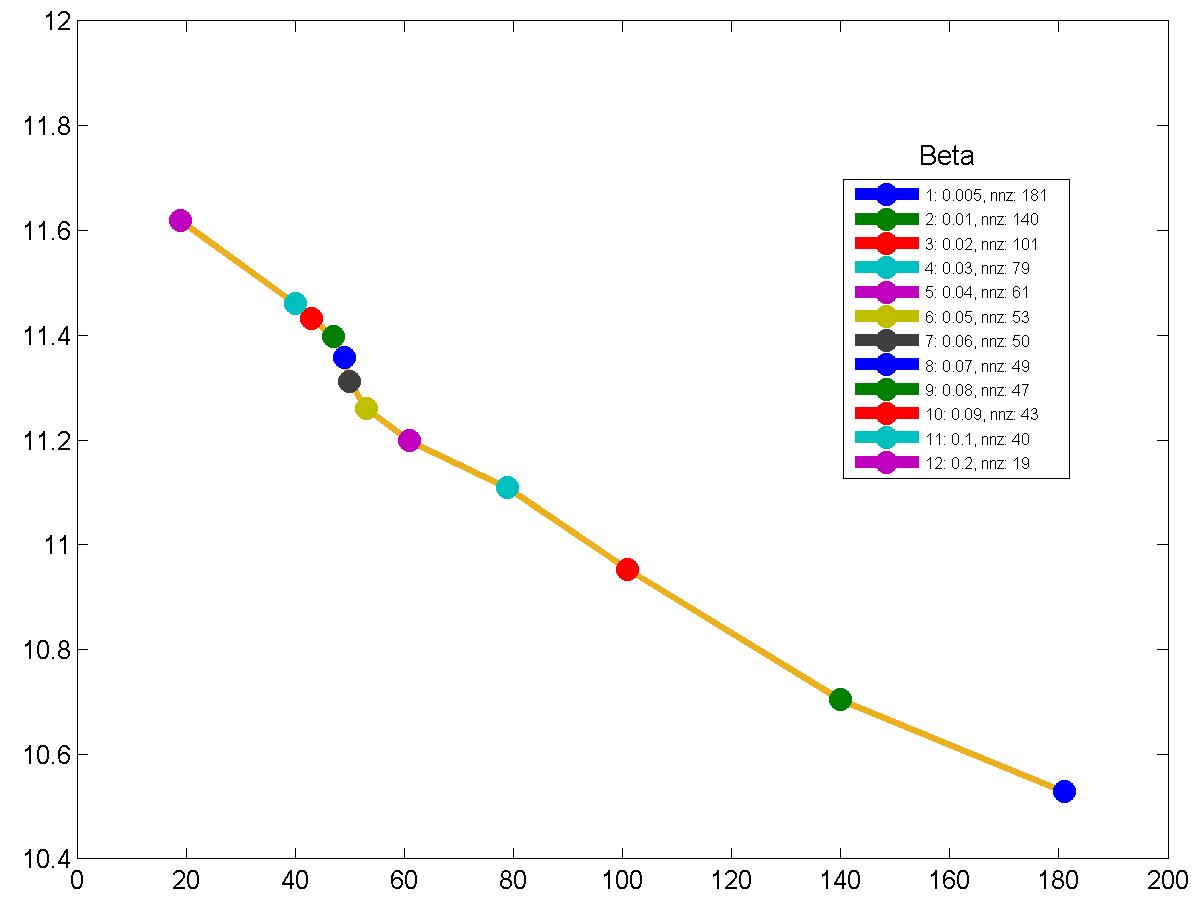 12
11.8
11.6
11.4
11.2
11
10.8
10.6
10.4
0 20 40 60 80 100 120 140 160 180 200
Beta
1: 0.005, nnz: 181
2: 0.01, nnz: 140
3: 0.02, nnz: 101
4: 0.03, nnz: 79
5: 0.04, nnz: 61
6: 0.05, nnz: 53
7: 0.06, nnz: 50
8: 0.07, nnz: 49
9: 0.08, nnz: 47
10: 0.09, nnz: 43
11: 0.1, nnz: 40
12: 0.2, nnz: 19